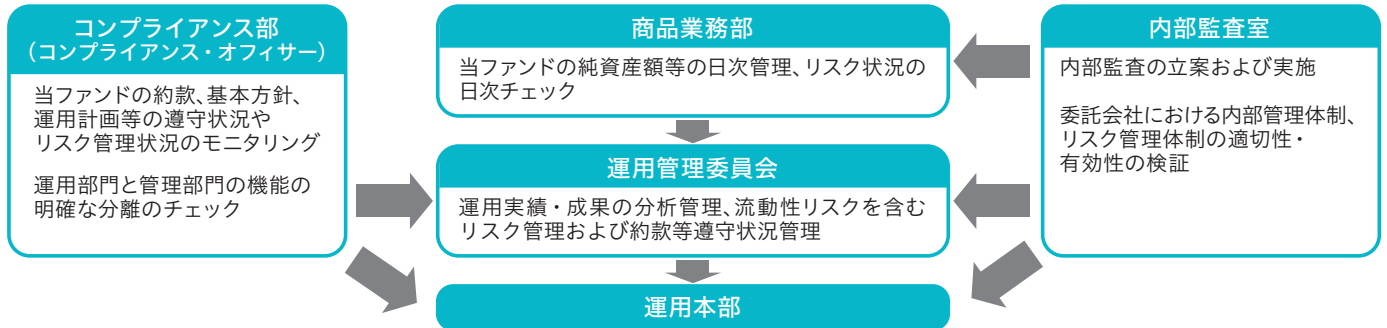 コンプライアンス部
（コンプライアンス・オフィサー）
当ファンドの約款、基本方針、
運用計画等の遵守状況や
リスク管理状況のモニタリング
運用部門と管理部門の機能の
明確な分離のチェック
商品業務部
当ファンドの純資産額等の日次管理、リスク状況の
日次チェック
運用管理委員会
運用実績・成果の分析管理、流動性リスクを含む
リスク管理および約款等遵守状況管理
運用本部
内部監査室
内部監査の立案および実施
委託会社における内部管理体制、
リスク管理体制の適切性・
有効性の検証